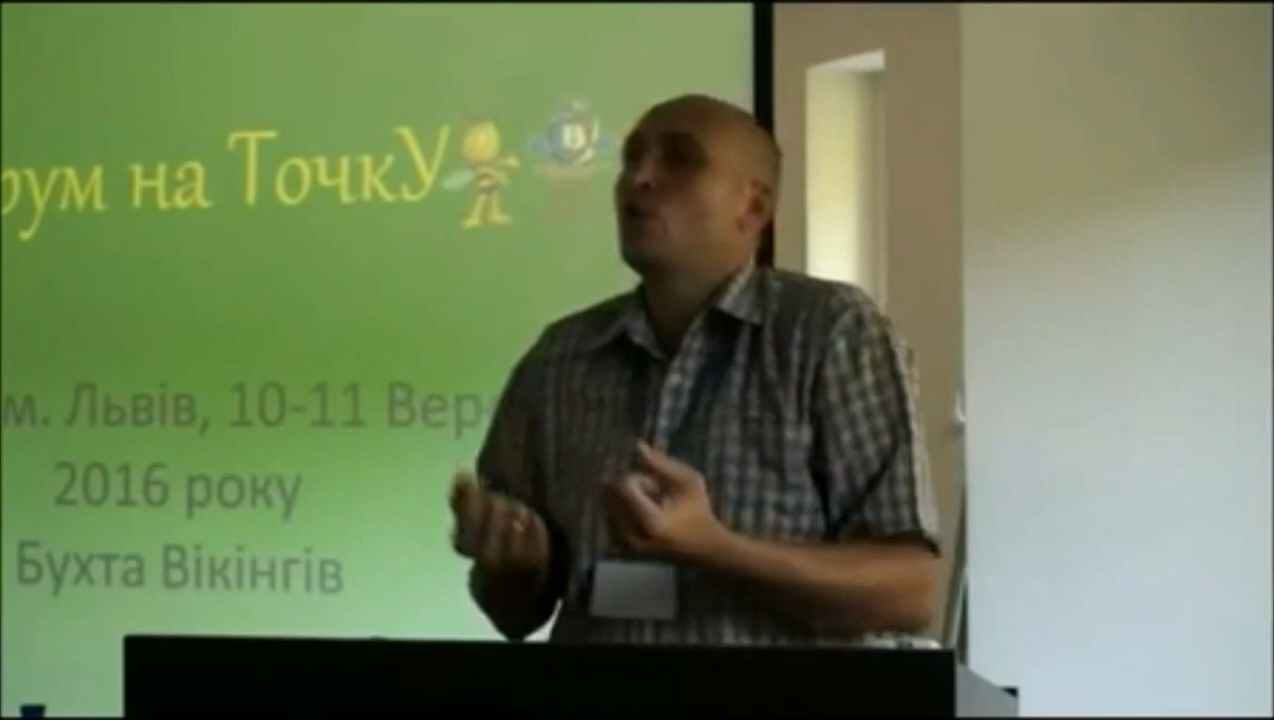 рум на ТочкУ
В
м. Львів, 10-11 Вер
2016 року
Бухта Вікінгів